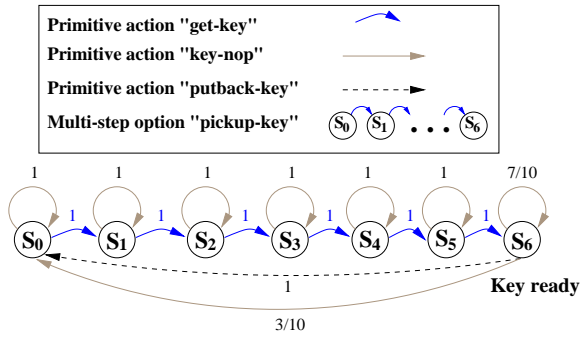 Primitive action "get-key"
Primitive action "key-nop"
Primitive action "putback-key"
Multi-step option "pickup-key" S0 S1 • • • S6
1 1 1 1 1 1 7/10
1 1 1 1 1 1
S0 S1 S2 S3 S4 S5 S6
1 Key ready
3/10